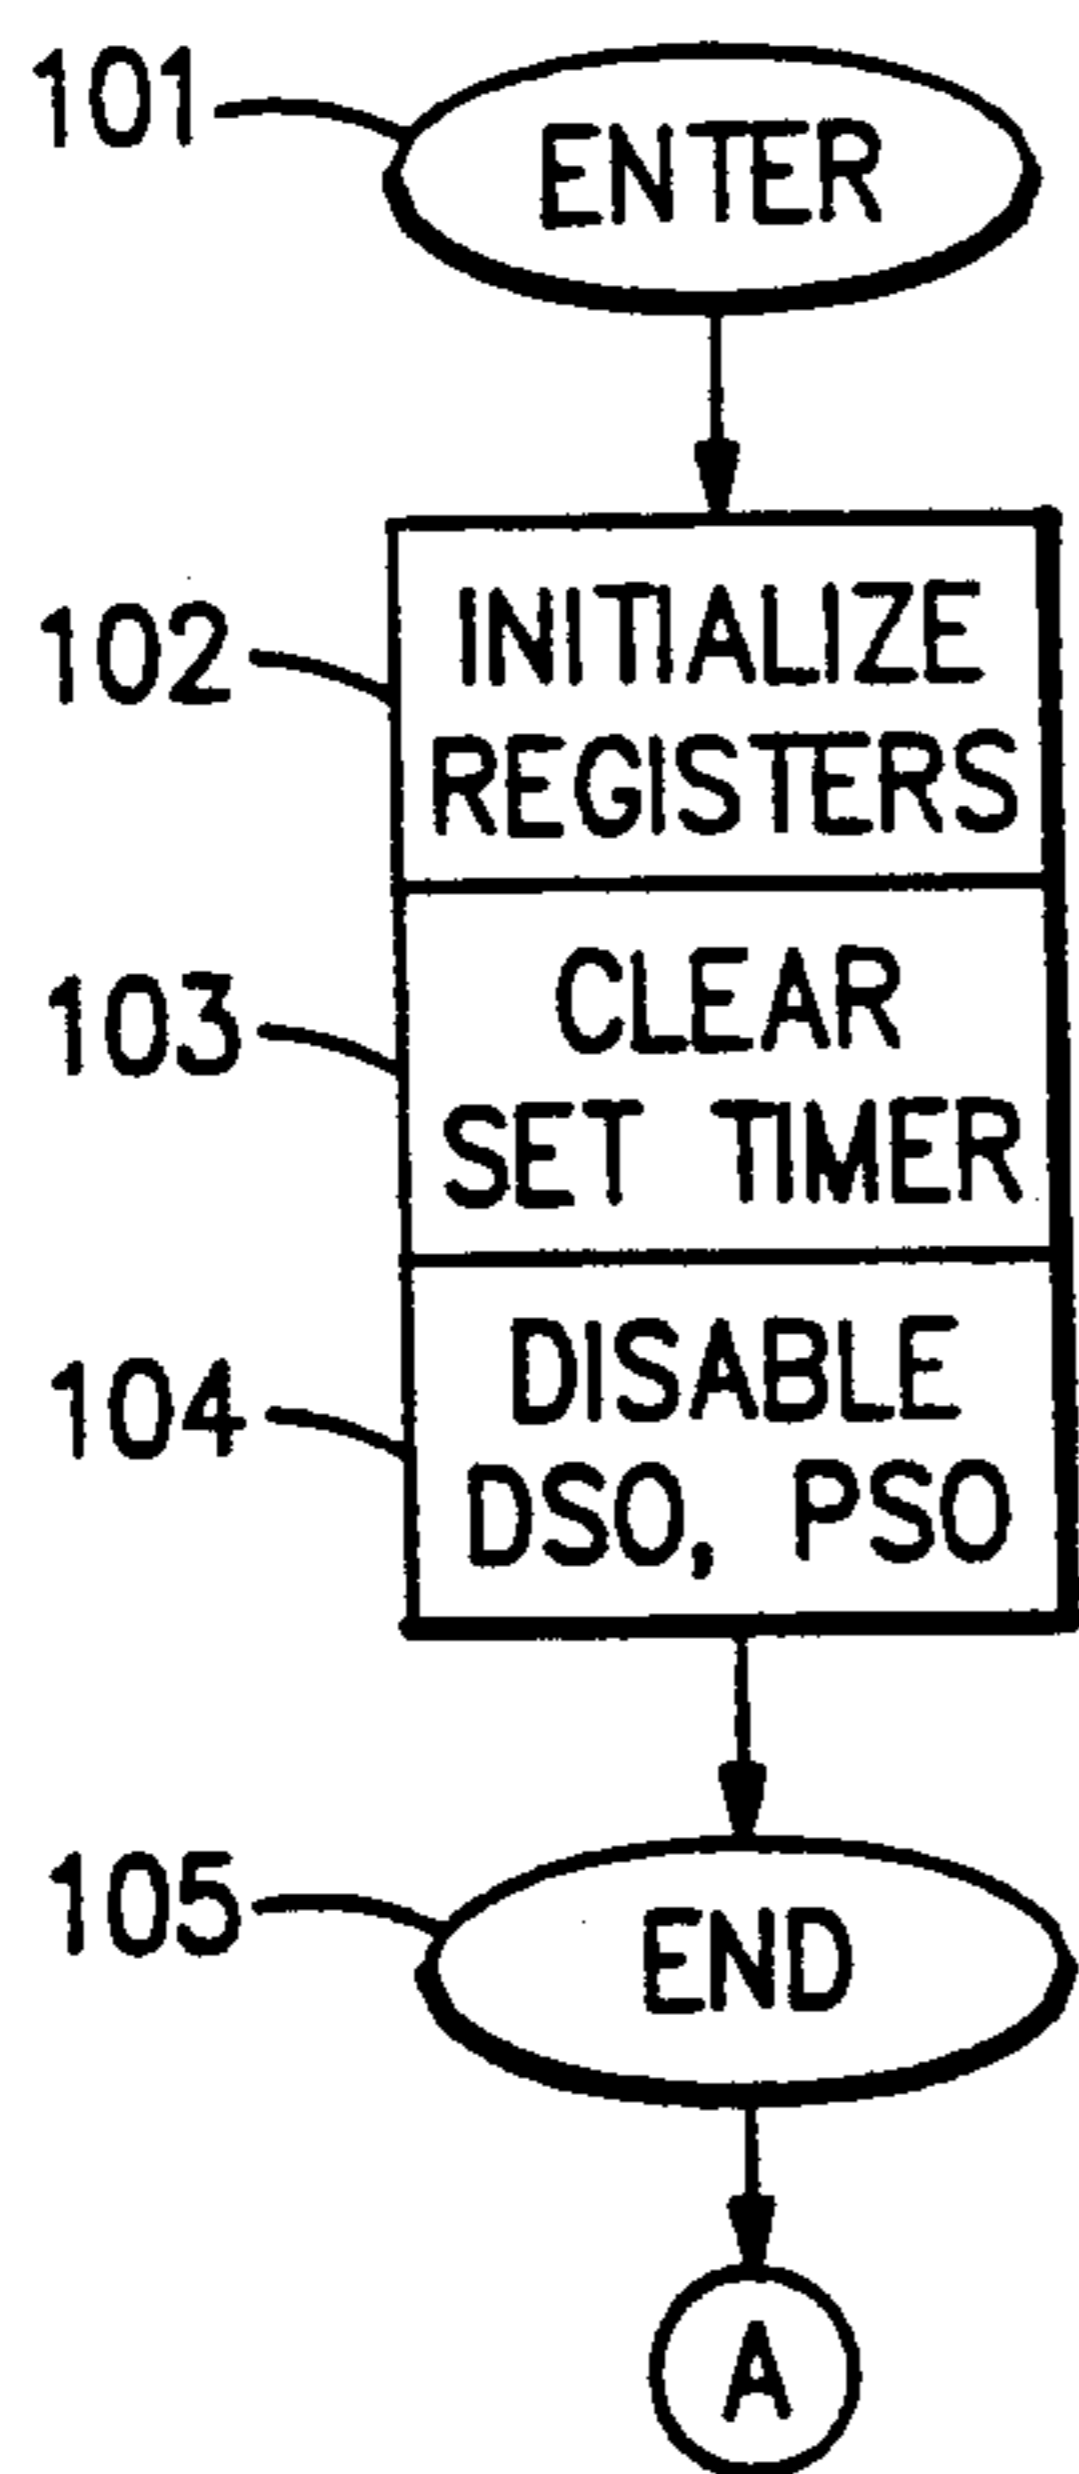 101
ENTER
102
INITIALIZE
REGISTERS
103
CLEAR
SET TIMER
104
DISABLE
DSO, PSO
105
END
A